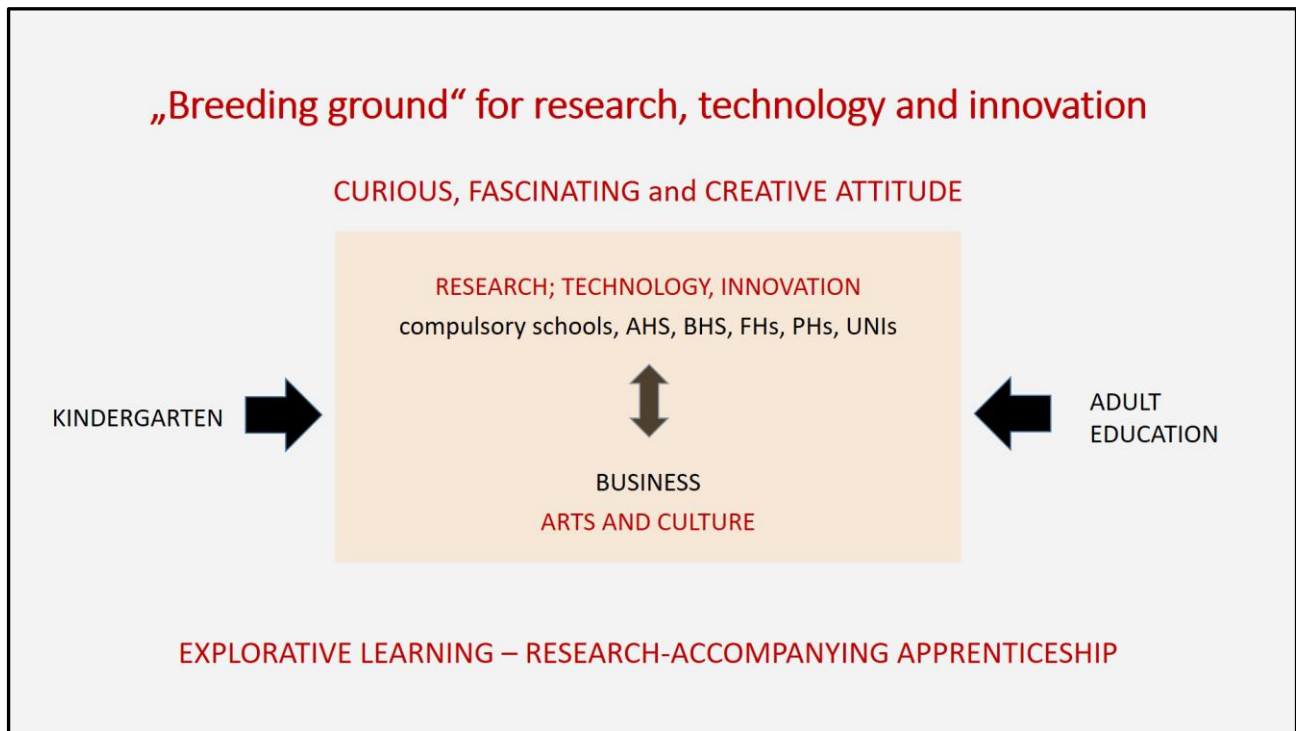 „Breeding ground“ for research, technology and innovation
CURIOUS, FASCINATING and CREATIVE ATTITUDE
RESEARCH; TECHNOLOGY, INNOVATION
compulsory schools, AHS, BHS, FHs, PHs, UNIs
KINDERGARTEN
ADULT
EDUCATION
BUSINESS
ARTS AND CULTURE
EXPLORATIVE LEARNING – RESEARCH-ACCOMPANYING APPRENTICESHIP